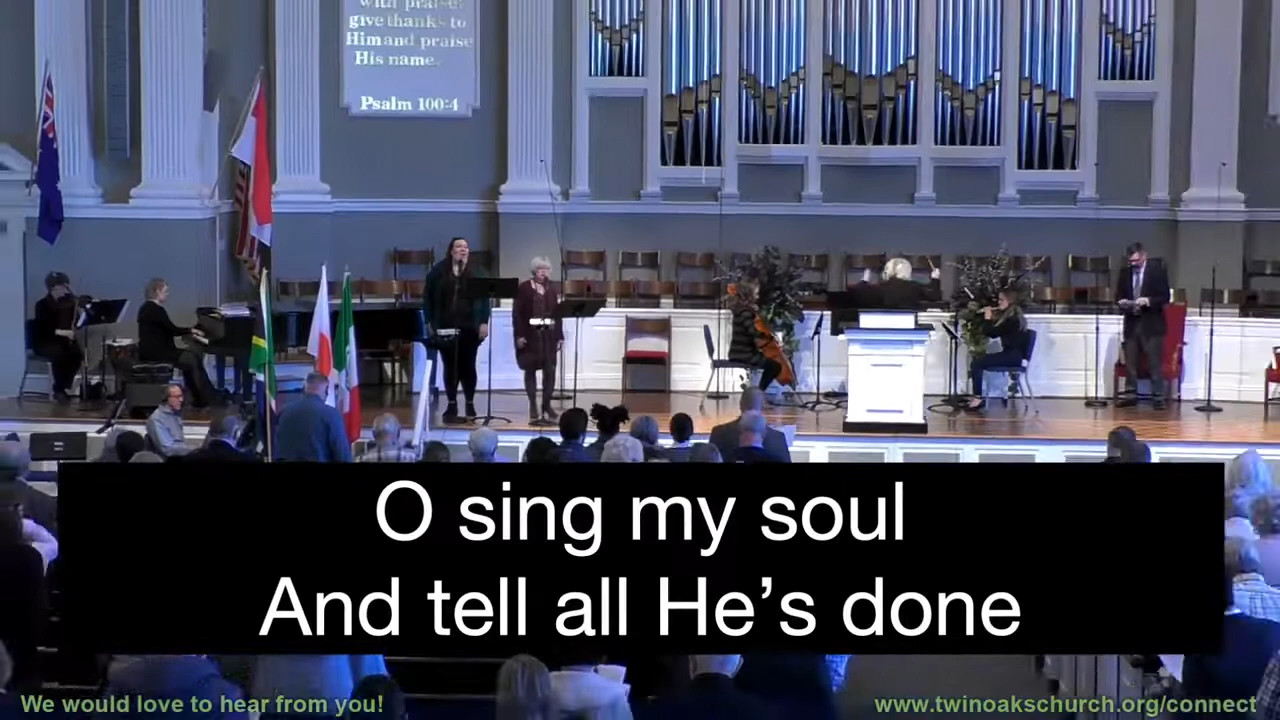 with praise;
give thanks to
Him and praise
His name.
Psalm 100:4
O sing my soul
And tell all He’s done
We would love to hear from you!
www.twinoakschurch.org/connect